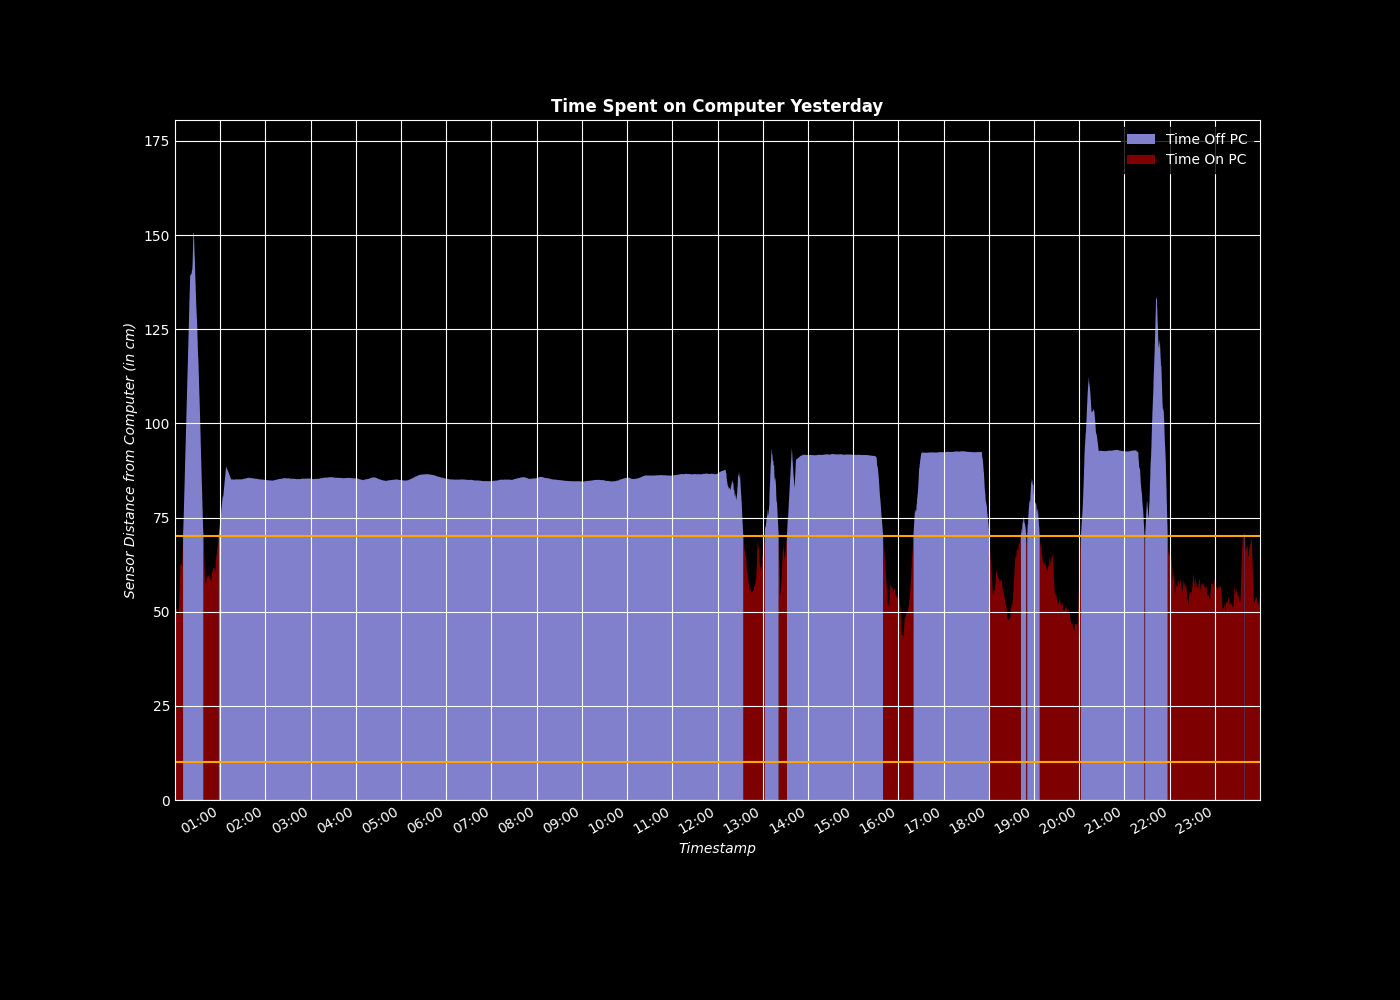 Time Spent on Computer Yesterday
Time Off PC
Time On PC
175
150
125
100
75
50
25
0
Sensor Distance from Computer (in cm)
01:00 02:00 03:00 04:00 05:00 06:00 07:00 08:00 09:00 10:00 11:00 12:00 13:00 14:00 15:00 16:00 17:00 18:00 19:00 20:00 21:00 22:00 23:00
Timestamp